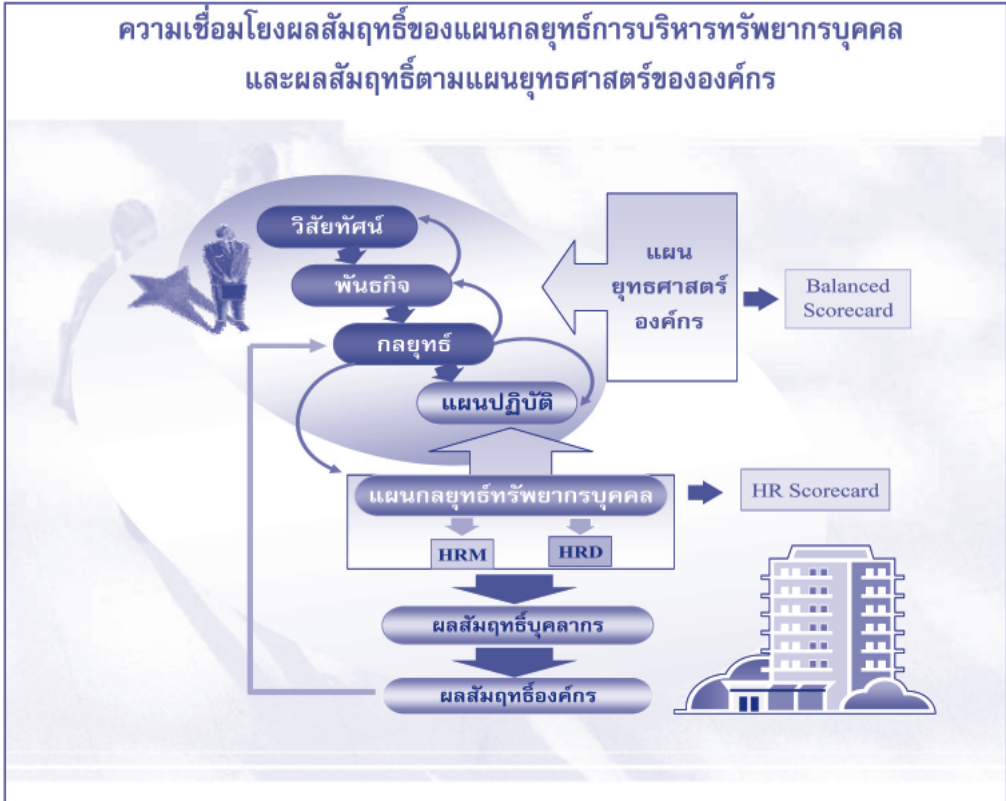 ความเชื่อมโยงผลสัมฤทธิ์ของแผนกลยุทธ์การบริหารทรัพยากรบุคคล
และผลสัมฤทธิ์ตามแผนยุทธศาสตร์ขององค์กร
วิสัยทัศน์
พันธกิจ
กลยุทธ์
แผนปฏิบัติ
แผน
ยุทธศาสตร์
องค์กร
Balanced
Scorecard
แผนกลยุทธ์ทรัพยากรบุคคล
HR Scorecard
HRM
HRD
ผลสัมฤทธิ์บุคลากร
ผลสัมฤทธิ์องค์กร